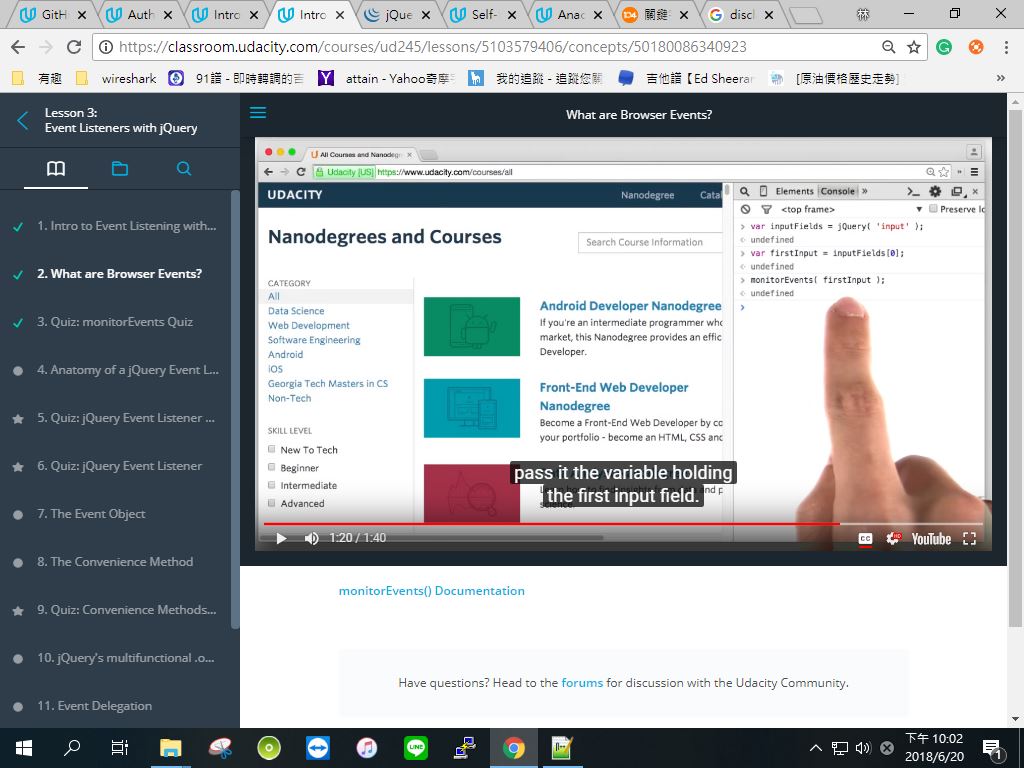 GitH
Auth
Intro
Intro
jQue
Self-
Anac
104 關鍵
discl
林
https://classroom.udacity.com/courses/ud245/lessons/5103579406/concepts/50180086340923
有趣
wireshark
91譜 - 即時轉調的吉
attain - Yahoo奇摩
我的追蹤 - 追蹤您關
吉他譜【Ed Sheeran
[原油價格歷史走勢]
»
Lesson 3:
Event Listeners with jQuery
What are Browser Events?
1. Intro to Event Listening with...
2. What are Browser Events?
3. Quiz: monitorEvents Quiz
4. Anatomy of a jQuery Event L...
5. Quiz: jQuery Event Listener ...
6. Quiz: jQuery Event Listener
7. The Event Object
8. The Convenience Method
9. Quiz: Convenience Methods...
10. jQuery's multifunctional .o...
11. Event Delegation
All Courses and Nanodegre
Udacity [US] https://www.udacity.com/courses/all
UDACITY
Nanodegree
Catal
Nanodegrees and Courses
Search Course Information
CATEGORY
All
Data Science
Web Development
Software Engineering
Android
iOS
Georgia Tech Masters in CS
Non-Tech
SKILL LEVEL
New To Tech
Beginner
Intermediate
Advanced
Android Developer Nanodegree
If you're an intermediate programmer who
market, this Nanodegree provides an effic
Developer.
Front-End Web Developer
Nanodegree
Become a Front-End Web Developer by co
your portfolio - become an HTML, CSS and
science.
Elements Console »
<top frame>
Preserve lo
var inputFields = jQuery( 'input' );
undefined
var firstInput = inputFields[0];
undefined
monitorEvents( firstInput );
undefined
pass it the variable holding
the first input field.
1:20 / 1:40
CC
HD
YouTube
monitorEvents() Documentation
Have questions? Head to the forums for discussion with the Udacity Community.
LINE
下午 10:02
2018/6/20
1